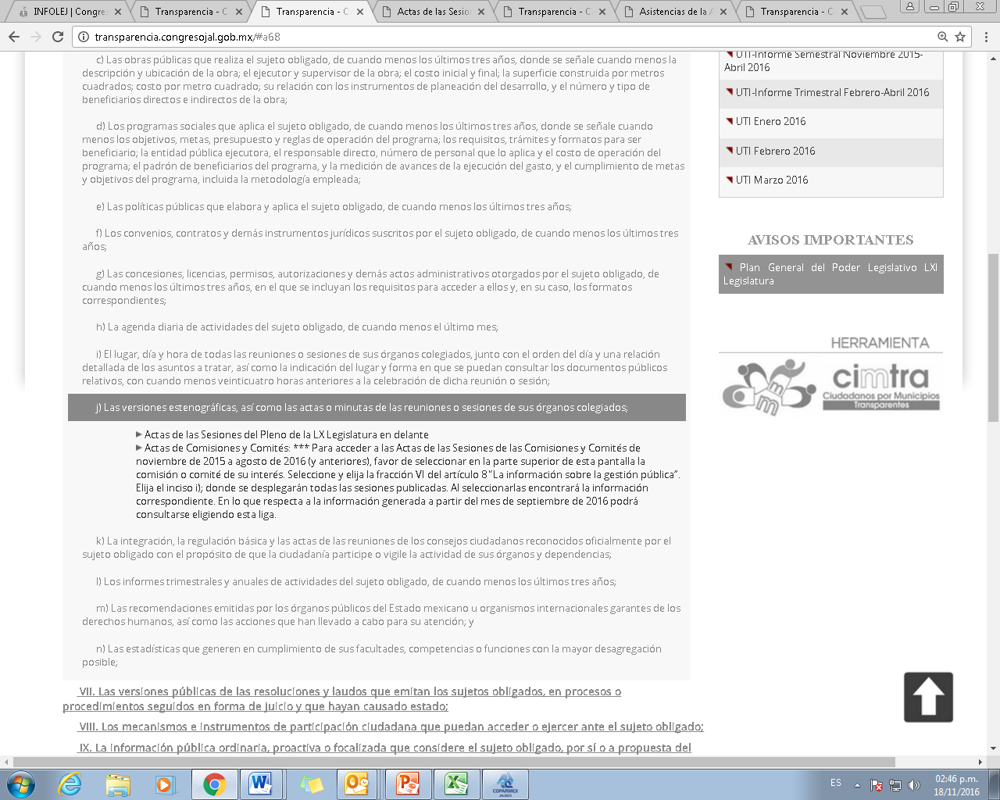 INFOLEJ | Congre
Transparencia - C
Transparencia - C
Actas de las Sesio
Transparencia - C
Asistencias de la A
Transparencia - C
transparencia.congresojal.gob.mx/#a68
c) Las obras públicas que realiza el sujeto obligado, de cuando menos los últimos tres años, donde se señale cuando menos la
descripción y ubicación de la obra; el ejecutor y supervisor de la obra; el costo inicial y final; la superficie construida por metros
cuadrados; costo por metro cuadrado; su relación con los instrumentos de planeación del desarrollo, y el número y tipo de
beneficiarios directos e indirectos de la obra;
d) Los programas sociales que aplica el sujeto obligado, de cuando menos los últimos tres años, donde se señale cuando
menos los objetivos, metas, presupuesto y reglas de operación del programa; los requisitos, trámites y formatos para ser
beneficiario; la entidad pública ejecutora, el responsable directo, número de personal que lo aplica y el costo de operación del
programa; el padrón de beneficiarios del programa, y la medición de avances de la ejecución del gasto, y el cumplimiento de metas
y objetivos del programa, incluida la metodología empleada;
e) Las políticas públicas que elabora y aplica el sujeto obligado, de cuando menos los últimos tres años;
f) Los convenios, contratos y demás instrumentos jurídicos suscritos por el sujeto obligado, de cuando menos los últimos tres
años;
g) Las concesiones, licencias, permisos, autorizaciones y demás actos administrativos otorgados por el sujeto obligado, de
cuando menos los últimos tres años, en el que se incluyan los requisitos para acceder a ellos y, en su caso, los formatos
correspondientes;
h) La agenda diaria de actividades del sujeto obligado, de cuando menos el último mes;
i) El lugar, día y hora de todas las reuniones o sesiones de sus órganos colegiados, junto con el orden del día y una relación
detallada de los asuntos a tratar, así como la indicación del lugar y forma en que se puedan consultar los documentos públicos
relativos, con cuando menos veinticuatro horas anteriores a la celebración de dicha reunión o sesión;
j) Las versiones estenográficas, así como las actas o minutas de las reuniones o sesiones de sus órganos colegiados;
Actas de las Sesiones del Pleno de la LX Legislatura en delante
Actas de Comisiones y Comités: *** Para acceder a las Actas de las Sesiones de las Comisiones y Comités de
noviembre de 2015 a agosto de 2016 (y anteriores), favor de seleccionar en la parte superior de esta pantalla la
comisión o comité de su interés. Seleccione y elija la fracción VI del artículo 8 “La información sobre la gestión pública”.
Elija el inciso i); donde se desplegarán todas las sesiones publicadas. Al seleccionarlas encontrará la información
correspondiente. En lo que respecta a la información generada a partir del mes de septiembre de 2016 podrá
consultarse eligiendo esta liga.
k) La integración, la regulación básica y las actas de las reuniones de los consejos ciudadanos reconocidos oficialmente por el
sujeto obligado con el propósito de que la ciudadanía participe o vigile la actividad de sus órganos y dependencias;
l) Los informes trimestrales y anuales de actividades del sujeto obligado, de cuando menos los últimos tres años;
m) Las recomendaciones emitidas por los órganos públicos del Estado mexicano u organismos internacionales garantes de los
derechos humanos, así como las acciones que han llevado a cabo para su atención; y
n) Las estadísticas que generen en cumplimiento de sus facultades, competencias o funciones con la mayor desagregación
posible;
VII. Las versiones públicas de las resoluciones y laudos que emitan los sujetos obligados, en procesos o
procedimientos seguidos en forma de juicio y que hayan causado estado;
VIII. Los mecanismos e instrumentos de participación ciudadana que puedan acceder o ejercer ante el sujeto obligado;
IX. La información pública ordinaria, proactiva o focalizada que considere el sujeto obligado, por sí o a propuesta del
UTI-Informe Semestral Noviembre 2015-
Abril 2016
UTI-Informe Trimestral Febrero-Abril 2016
UTI Enero 2016
UTI Febrero 2016
UTI Marzo 2016
AVISOS IMPORTANTES
Plan General del Poder Legislativo LXI
Legislatura
HERRAMIENTA
cimtra
Ciudadanos por Municipios
Transparentes
COPARMEX
JALISCO
ES
02:46 p.m.
18/11/2016